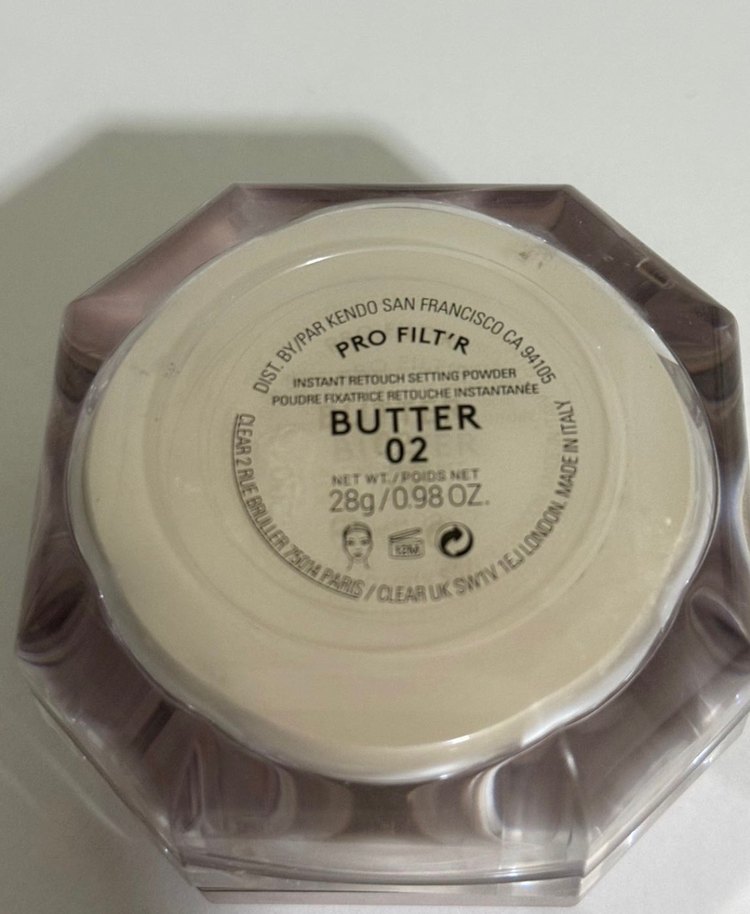 DIST. BY/PAR KENDO SAN FRANCISCO CA 94105
PRO FILT'R
INSTANT RETOUCH SETTING POWDER
POUDRE FIXATRICE RETOUCHE INSTANTANÉE
BUTTER
02
NET WT./POIDS NET
28g/0.98 OZ.
CLEAR 2 RUE BRULLER 75014 PARIS / CLEAR UK SW1V 1EJ LONDON. MADE IN ITALY